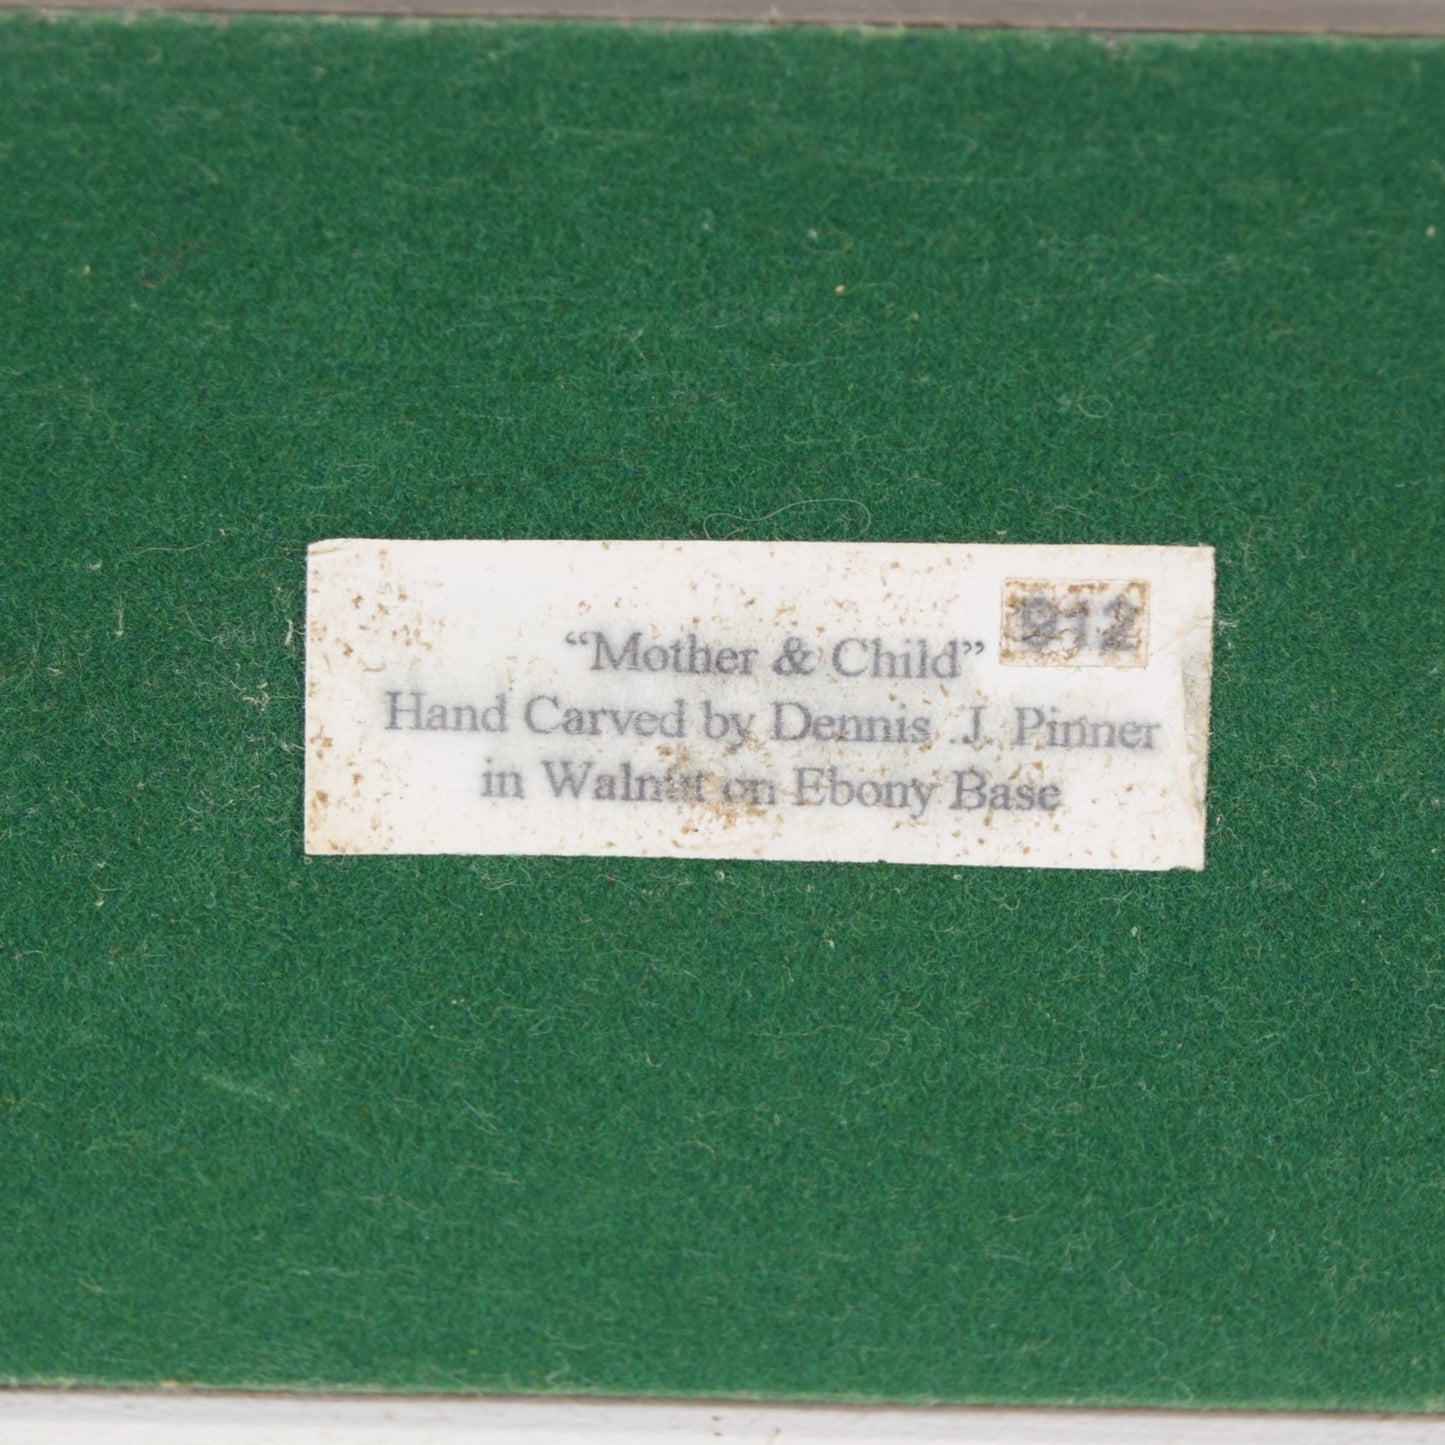 912
“Mother & Child”
Hand Carved by Dennis .J. Pinner
in Walnut on Ebony Base